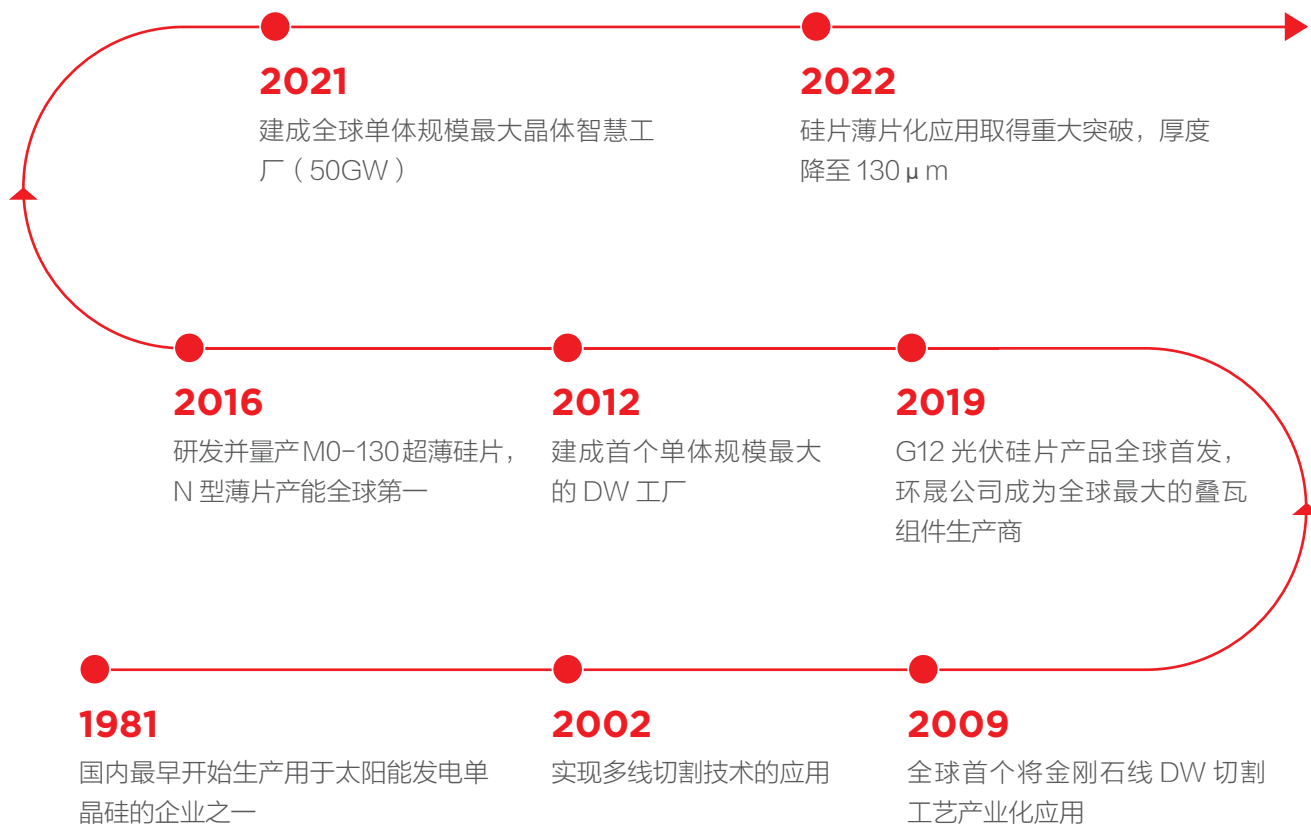 2021
建成全球单体规模最大晶体智慧工
厂（50GW）
2022
硅片薄片化应用取得重大突破，厚度
降至 130 μ m
2016
研发并量产 M0-130 超薄硅片，
N 型薄片产能全球第一
2012
建成首个单体规模最大
的 DW 工厂
2019
G12 光伏硅片产品全球首发，
环晟公司成为全球最大的叠瓦
组件生产商
1981
国内最早开始生产用于太阳能发电单
晶硅的企业之一
2002
实现多线切割技术的应用
2009
全球首个将金刚石线 DW 切割
工艺产业化应用